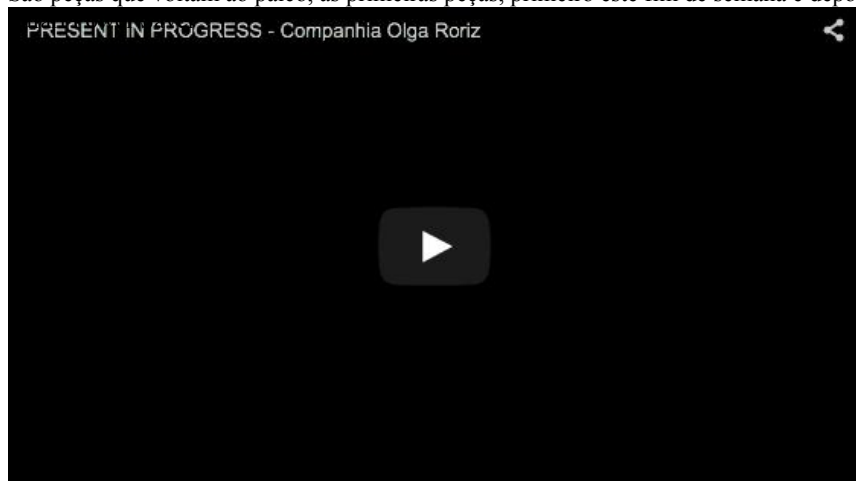 São peças que voltam ao palco, as primeiras peças, primeiro este fim de semana e depo
PRESENT IN PROGRESS - Companhia Olga Roriz